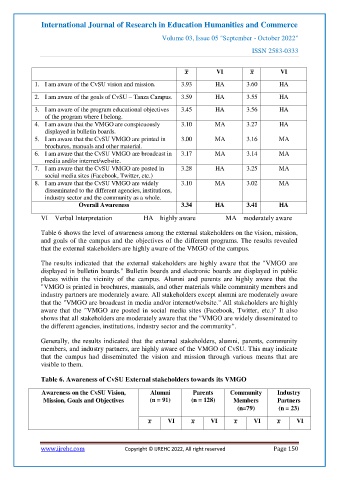 International Journal of Research in Education Humanities and Commerce
Volume 03, Issue 05 "September - October 2022"
ISSN 2583-0333
x̄ VI x̄ VI
1. I am aware of the CvSU vision and mission. 3.93 HA 3.60 HA
2. I am aware of the goals of CvSU – Tanza Campus. 3.59 HA 3.55 HA
3. I am aware of the program educational objectives 3.45 HA 3.56 HA
of the program where I belong.
4. I am aware that the VMGO are conspicuously 3.10 MA 3.27 HA
displayed in bulletin boards.
5. I am aware that the CvSU VMGO are printed in 3.00 MA 3.16 MA
brochures, manuals and other material.
6. I am aware that the CvSU VMGO are broadcast in 3.17 MA 3.14 MA
media and/or internet/website.
7. I am aware that the CvSU VMGO are posted in 3.28 HA 3.25 MA
social media sites (Facebook, Twitter, etc.)
8. I am aware that the CvSU VMGO are widely 3.10 MA 3.02 MA
disseminated to the different agencies, institutions,
industry sector and the community as a whole.
Overall Awareness 3.34 HA 3.41 HA
VI Verbal Interpretation HA highly aware MA moderately aware
Table 6 shows the level of awareness among the external stakeholders on the vision, mission,
and goals of the campus and the objectives of the different programs. The results revealed
that the external stakeholders are highly aware of the VMGO of the campus.
The results indicated that the external stakeholders are highly aware that the "VMGO are
displayed in bulletin boards." Bulletin boards and electronic boards are displayed in public
places within the vicinity of the campus. Alumni and parents are highly aware that the
"VMGO is printed in brochures, manuals, and other materials while community members and
industry partners are moderately aware. All stakeholders except alumni are moderately aware
that the "VMGO are broadcast in media and/or internet/website." All stakeholders are highly
aware that the "VMGO are posted in social media sites (Facebook, Twitter, etc.)" It also
shows that all stakeholders are moderately aware that the "VMGO are widely disseminated to
the different agencies, institutions, industry sector and the community".
Generally, the results indicated that the external stakeholders, alumni, parents, community
members, and industry partners, are highly aware of the VMGO of CvSU. This may indicate
that the campus had disseminated the vision and mission through various means that are
visible to them.
Table 6. Awareness of CvSU External stakeholders towards its VMGO
Awareness on the CvSU Vision, Alumni Parents Community Industry
Mission, Goals and Objectives (n = 91) (n = 128) Members Partners
(n=79) (n = 23)
x̄ VI x̄ VI x̄ VI x̄ VI
www.ijrehc.com Copyright © IJREHC 2022, All right reserved Page 150